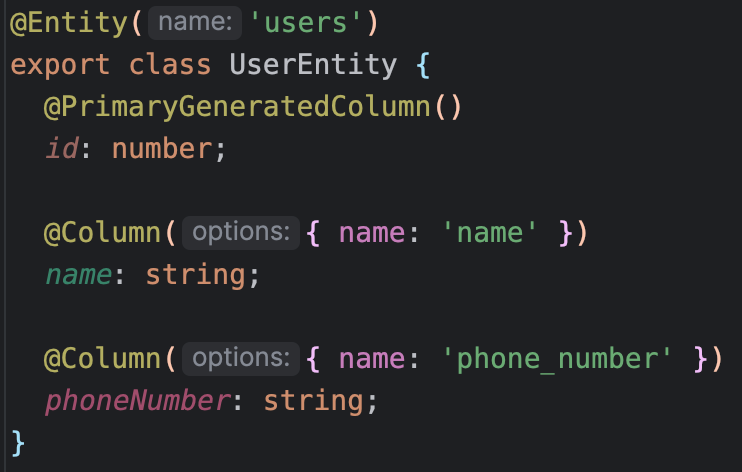 @Entity( name: 'users')
export class UserEntity {
  @PrimaryGeneratedColumn()
  id: number;

  @Column( options: { name: 'name' })
  name: string;

  @Column( options: { name: 'phone_number' })
  phoneNumber: string;
}